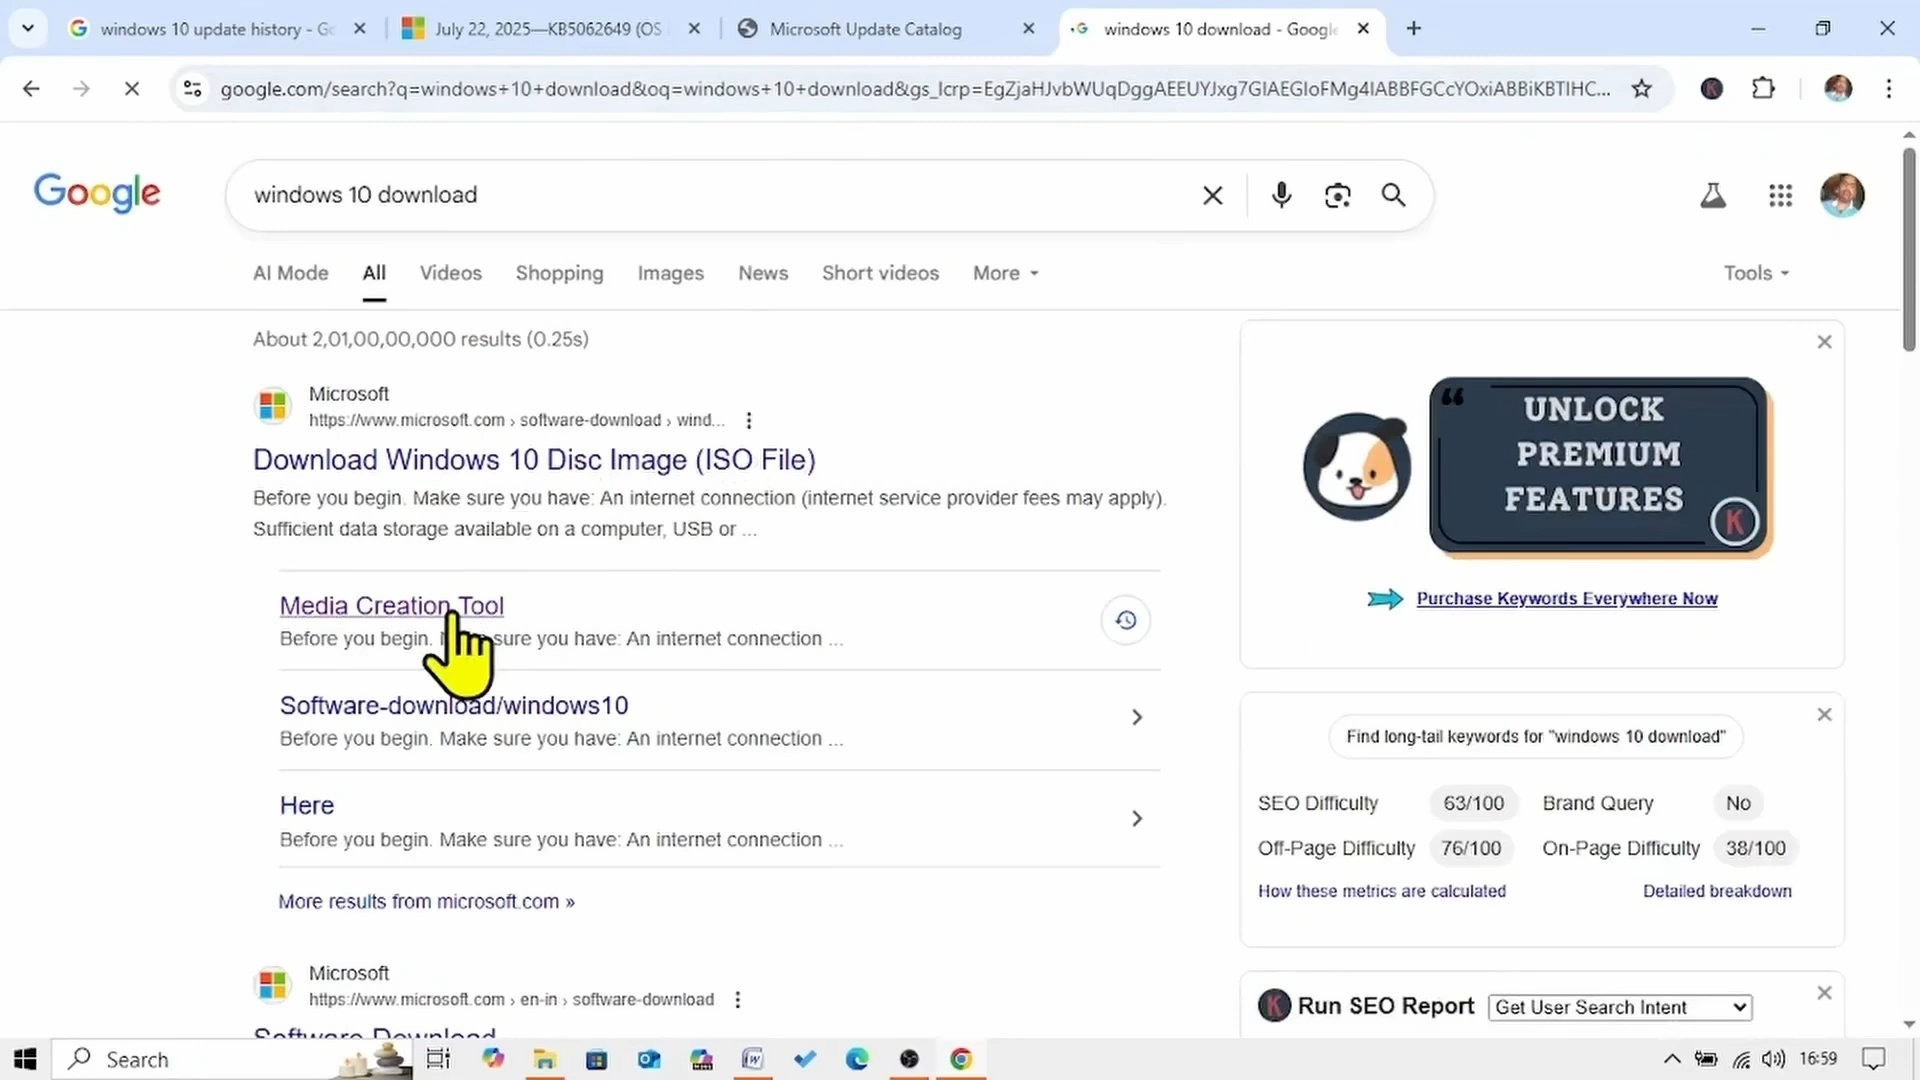 windows 10 update history - Go
July 22, 2025—KB5062649 (OS
Microsoft Update Catalog
windows 10 download - Google
google.com/search?q=windows+10+download&oq=windows+10+download&gs_lcrp=EgZjaHJvbWUqDggAEEUYJxg7GIAEGIoFMg4IABBFGCcYOxiABBiKBTIHC...
Google
windows 10 download
AI Mode
All
Videos
Shopping
Images
News
Short videos
More
Tools
About 2,01,00,00,000 results (0.25s)
Microsoft
https://www.microsoft.com › software-download › wind...
Download Windows 10 Disc Image (ISO File)
Before you begin. Make sure you have: An internet connection (internet service provider fees may apply).
Sufficient data storage available on a computer, USB or ...
Media Creation Tool
Before you begin. M sure you have: An internet connection ...
Software-download/windows10
Before you begin. Make sure you have: An internet connection ...
Here
Before you begin. Make sure you have: An internet connection ...
More results from microsoft.com »
Microsoft
https://www.microsoft.com › en-in › software-download
Software Download
“ UNLOCK
PREMIUM
FEATURES
K
Purchase Keywords Everywhere Now
Find long-tail keywords for "windows 10 download"
SEO Difficulty 63/100 Brand Query No
Off-Page Difficulty 76/100 On-Page Difficulty 38/100
How these metrics are calculated Detailed breakdown
K Run SEO Report Get User Search Intent
Search
16:59